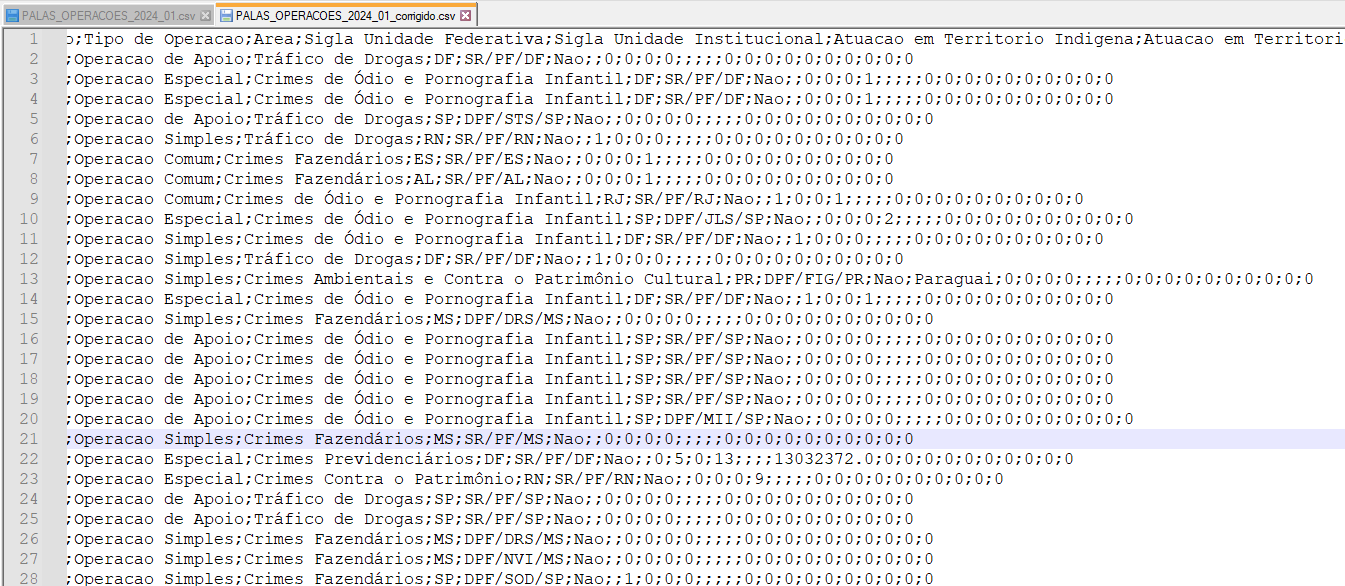 PALAS_OPERACOES_2024_01.csv PALAS_OPERACOES_2024_01_corrigido.csv
1 o;Tipo de Operacao;Area;Sigla Unidade Federativa;Sigla Unidade Institucional;Atuacao em Territorio Indigena;Atuacao em Territori
2 ;Operacao de Apoio;Tráfico de Drogas;DF;SR/PF/DF;Nao;;0;0;0;0;;;;;0;0;0;0;0;0;0;0;0;0
3 ;Operacao Especial;Crimes de Ódio e Pornografia Infantil;DF;SR/PF/DF;Nao;;0;0;0;1;;;;;0;0;0;0;0;0;0;0;0;0
4 ;Operacao Especial;Crimes de Ódio e Pornografia Infantil;DF;SR/PF/DF;Nao;;0;0;0;1;;;;;0;0;0;0;0;0;0;0;0;0
5 ;Operacao de Apoio;Tráfico de Drogas;SP;DPF/STS/SP;Nao;;0;0;0;0;;;;;0;0;0;0;0;0;0;0;0;0
6 ;Operacao Simples;Tráfico de Drogas;RN;SR/PF/RN;Nao;;1;0;0;0;;;;;0;0;0;0;0;0;0;0;0;0
7 ;Operacao Comum;Crimes Fazendários;ES;SR/PF/ES;Nao;;0;0;0;1;;;;;0;0;0;0;0;0;0;0;0;0
8 ;Operacao Comum;Crimes Fazendários;AL;SR/PF/AL;Nao;;0;0;0;1;;;;;0;0;0;0;0;0;0;0;0;0
9 ;Operacao Comum;Crimes de Ódio e Pornografia Infantil;RJ;SR/PF/RJ;Nao;;1;0;0;1;;;;;0;0;0;0;0;0;0;0;0;0
10 ;Operacao Especial;Crimes de Ódio e Pornografia Infantil;SP;DPF/JLS/SP;Nao;;0;0;0;2;;;;;0;0;0;0;0;0;0;0;0;0
11 ;Operacao Simples;Crimes de Ódio e Pornografia Infantil;DF;SR/PF/DF;Nao;;1;0;0;0;;;;;0;0;0;0;0;0;0;0;0;0
12 ;Operacao Simples;Tráfico de Drogas;DF;SR/PF/DF;Nao;;1;0;0;0;;;;;0;0;0;0;0;0;0;0;0;0
13 ;Operacao Simples;Crimes Ambientais e Contra o Patrimônio Cultural;PR;DPF/FIG/PR;Nao;Paraguai;0;0;0;0;;;;;0;0;0;0;0;0;0;0;0;0
14 ;Operacao Especial;Crimes de Ódio e Pornografia Infantil;DF;SR/PF/DF;Nao;;1;0;0;1;;;;;0;0;0;0;0;0;0;0;0;0
15 ;Operacao Simples;Crimes Fazendários;MS;DPF/DRS/MS;Nao;;0;0;0;0;;;;;0;0;0;0;0;0;0;0;0;0
16 ;Operacao de Apoio;Crimes de Ódio e Pornografia Infantil;SP;SR/PF/SP;Nao;;0;0;0;0;;;;;0;0;0;0;0;0;0;0;0;0
17 ;Operacao de Apoio;Crimes de Ódio e Pornografia Infantil;SP;SR/PF/SP;Nao;;0;0;0;0;;;;;0;0;0;0;0;0;0;0;0;0
18 ;Operacao de Apoio;Crimes de Ódio e Pornografia Infantil;SP;SR/PF/SP;Nao;;0;0;0;0;;;;;0;0;0;0;0;0;0;0;0;0
19 ;Operacao de Apoio;Crimes de Ódio e Pornografia Infantil;SP;SR/PF/SP;Nao;;0;0;0;0;;;;;0;0;0;0;0;0;0;0;0;0
20 ;Operacao de Apoio;Crimes de Ódio e Pornografia Infantil;SP;DPF/MII/SP;Nao;;0;0;0;0;;;;;0;0;0;0;0;0;0;0;0;0
21 ;Operacao Simples;Crimes Fazendários;MS;SR/PF/MS;Nao;;0;0;0;0;;;;;0;0;0;0;0;0;0;0;0;0
22 ;Operacao Especial;Crimes Previdenciários;DF;SR/PF/DF;Nao;;0;5;0;13;;;;13032372.0;0;0;0;0;0;0;0;0;0;0
23 ;Operacao Especial;Crimes Contra o Patrimônio;RN;SR/PF/RN;Nao;;0;0;0;9;;;;;0;0;0;0;0;0;0;0;0;0
24 ;Operacao de Apoio;Tráfico de Drogas;SP;SR/PF/SP;Nao;;0;0;0;0;;;;;0;0;0;0;0;0;0;0;0;0
25 ;Operacao de Apoio;Tráfico de Drogas;SP;SR/PF/SP;Nao;;0;0;0;0;;;;;0;0;0;0;0;0;0;0;0;0
26 ;Operacao Simples;Crimes Fazendários;MS;DPF/DRS/MS;Nao;;0;0;0;0;;;;;0;0;0;0;0;0;0;0;0;0
27 ;Operacao Simples;Crimes Fazendários;MS;DPF/NVI/MS;Nao;;0;0;0;0;;;;;0;0;0;0;0;0;0;0;0;0
28 ;Operacao Simples;Crimes Fazendários;SP;DPF/SOD/SP;Nao;;1;0;0;0;;;;;0;0;0;0;0;0;0;0;0;0